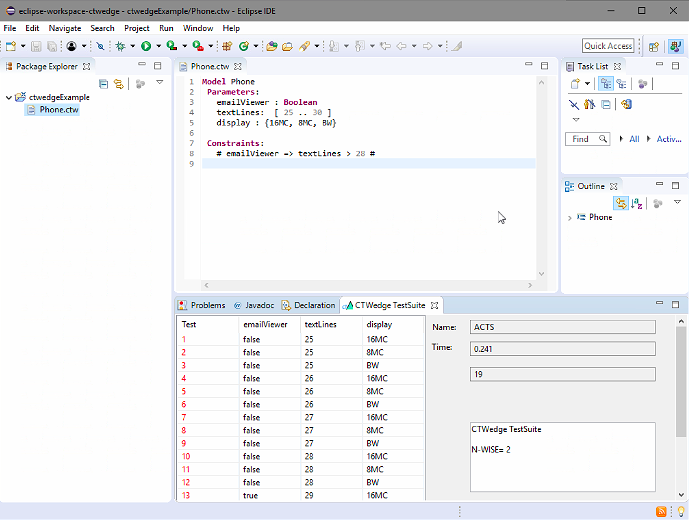 eclipse-workspace-ctwedge - ctwedgeExample/Phone.ctw - Eclipse IDE
File Edit Navigate Search Project Run Window Help
Quick Access
Package Explorer
ctwedgeExample
Phone.ctw
Phone.ctw
1 Model Phone
2 Parameters:
3 emailViewer : Boolean
4 textLines: [ 25 .. 30 ]
5 display : {16MC, 8MC, BW}
6
7 Constraints:
8 # emailViewer => textLines > 28 #
9
Task List
Find All Activ...
Outline
Phone
Problems Javadoc Declaration CTWedge TestSuite
Test emailViewer textLines display
1 false 25 16MC
2 false 25 8MC
3 false 25 BW
4 false 26 16MC
5 false 26 8MC
6 false 26 BW
7 false 27 16MC
8 false 27 8MC
9 false 27 BW
10 false 28 16MC
11 false 28 8MC
12 false 28 BW
13 true 29 16MC
Name: ACTS
Time: 0.241
19
CTWedge TestSuite
N-WISE= 2